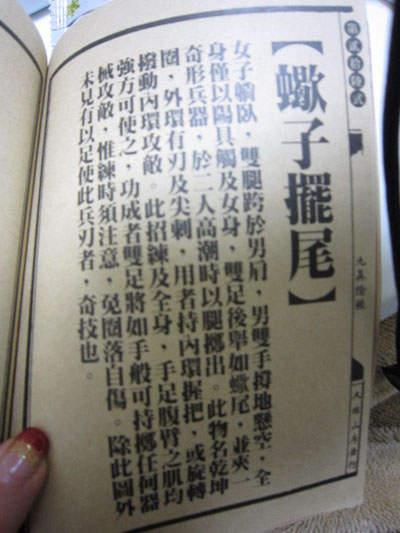 【蠍子擺尾】
女子躺臥，雙腿跨於男肩，男雙手撐地懸空，全
身僅以陽具觸及女身，雙足後舉如蠍尾，並夾一
奇形兵器，於二人高潮時以腿擲出。此物名乾坤
圈，外環有刃及尖刺，用者持內環握把，或旋轉
撥動內環攻敵。此招練及全身，手足腹臂之肌均
強方可使之，功成者雙足將如手般可持擲任何器
械攻敵，惟練時須注意，免圈落自傷。除此圖外
未見有以足使此兵刃者，奇技也。